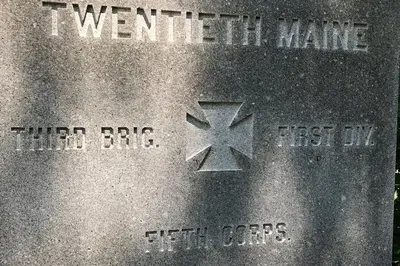 TWENTIETH MAINE
THIRD BRIG. FIRST DIV.
FIFTH CORPS.